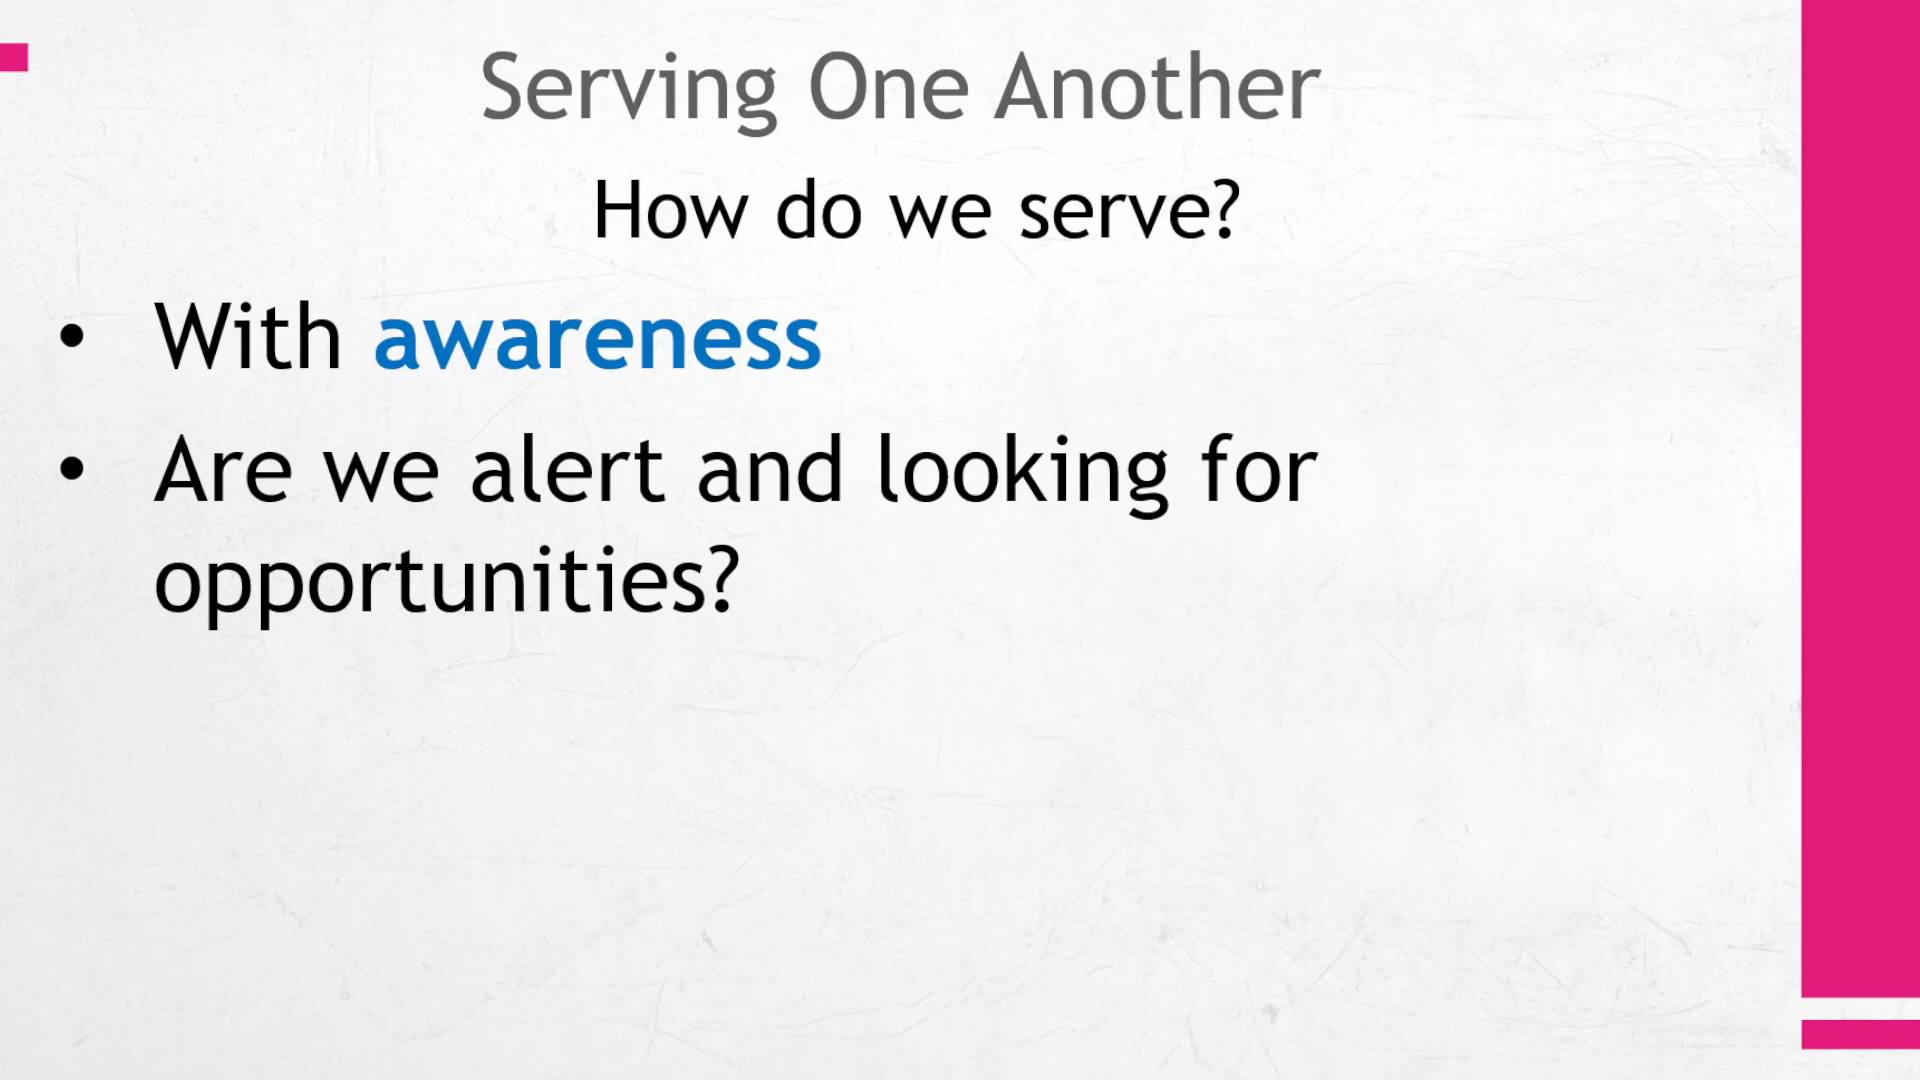 Serving One Another
How do we serve?
• With awareness
• Are we alert and looking for
opportunities?